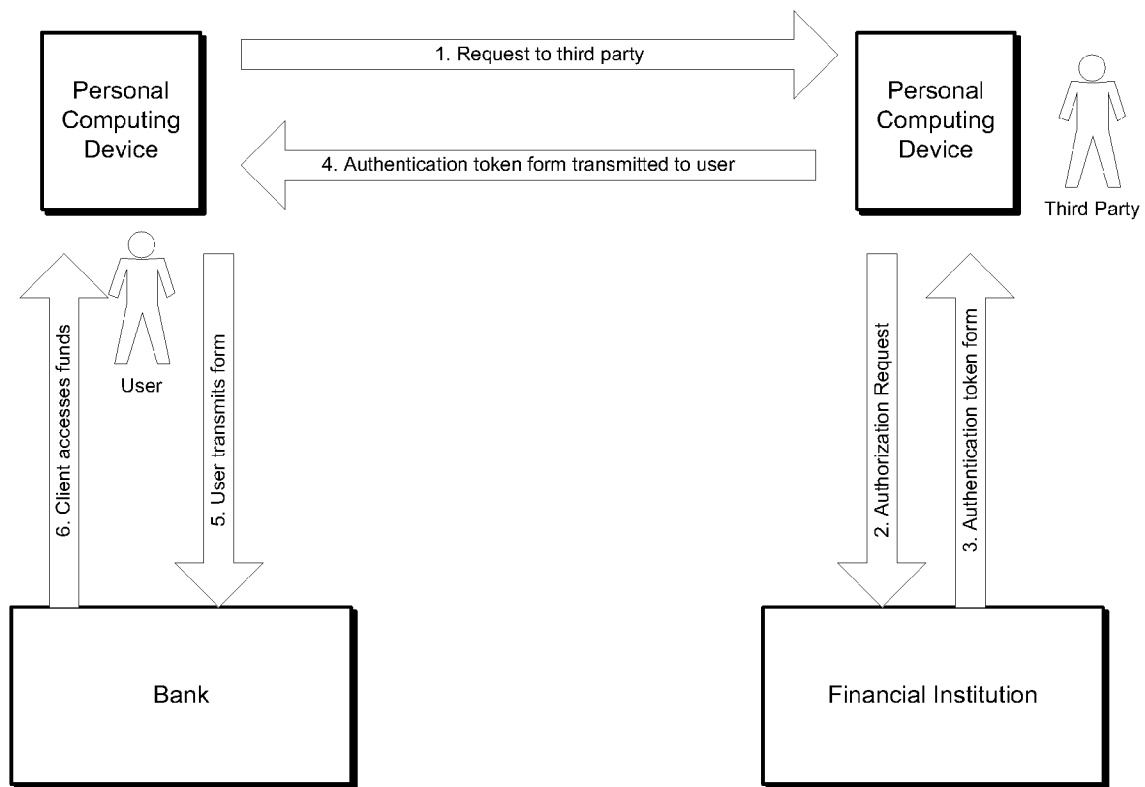 Personal
Computing
Device
1. Request to third party
Personal
Computing
Device
4. Authentication token form transmitted to user
Third Party
User
6. Client accesses funds
5. User transmits form
2. Authorization Request
3. Authentication token form
Bank
Financial Institution